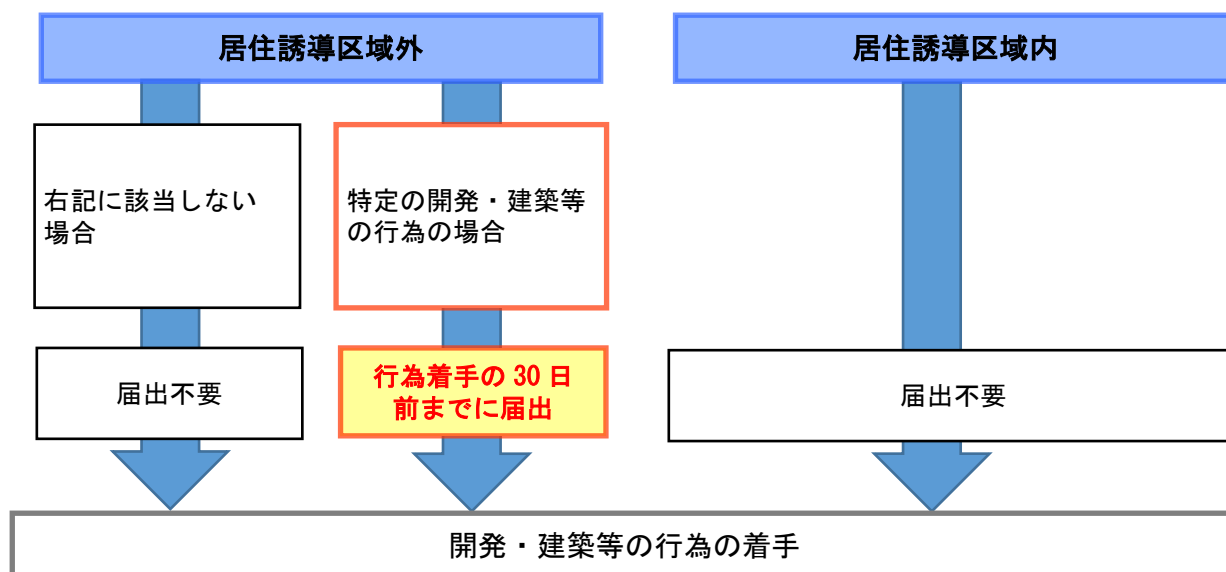 居住誘導区域外
居住誘導区域内
右記に該当しない
場合
特定の開発・建築等
の行為の場合
届出不要
行為着手の 30 日
前までに届出
届出不要
開発・建築等の行為の着手